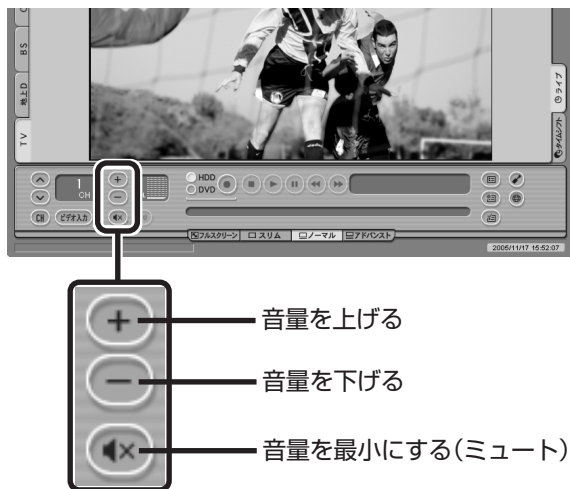 BS
地上D
TV
ライブ
タイムシフト
1
CH
HDD
DVD
CH
ビデオ入力
フルスクリーン
スリム
ノーマル
アドバンスト
2005/11/17 15:52:07
音量を上げる
音量を下げる
音量を最小にする(ミュート)